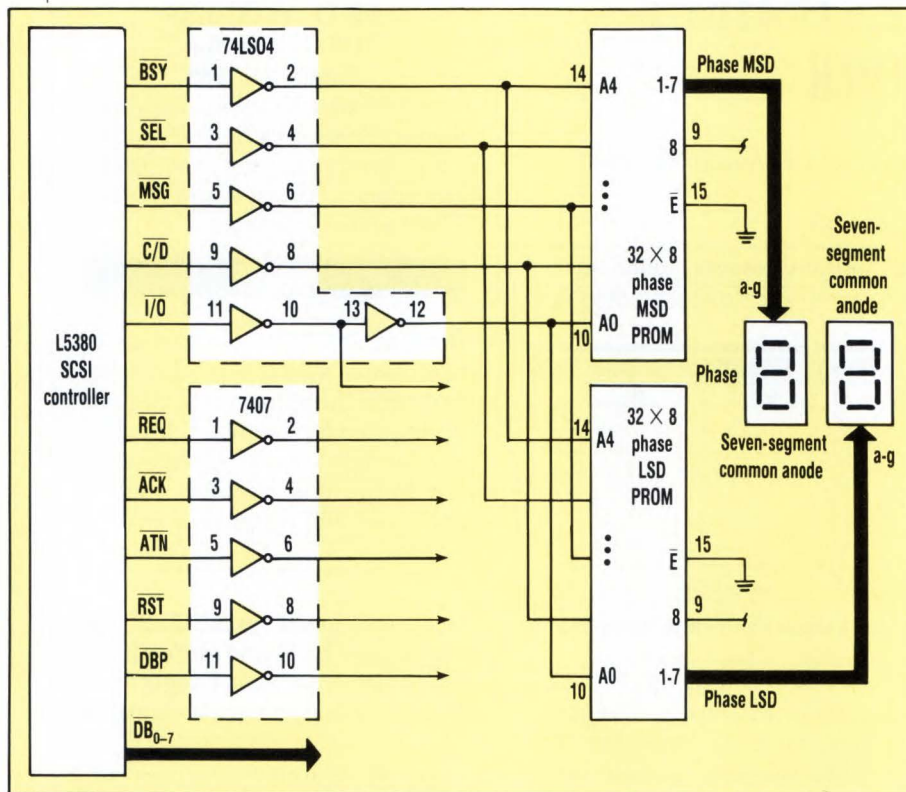 74LS04
BSY 1 2
SEL 3 4
MSG 5 6
C/D 9 8
I/O 11 10 13 12
L5380
SCSI
controller
7407
REQ 1 2
ACK 3 4
ATN 5 6
RST 9 8
DBP 11 10
DB0–7
14 A4 1-7
8 9
E 15
32 × 8
phase
MSD
PROM
A0
10
Phase MSD
a-g
Seven-
segment
common
anode
Phase
Seven-segment
common anode
a-g
32 × 8
phase
LSD
PROM
14 A4
E 15
8 9
A0 1-7
10
Phase LSD